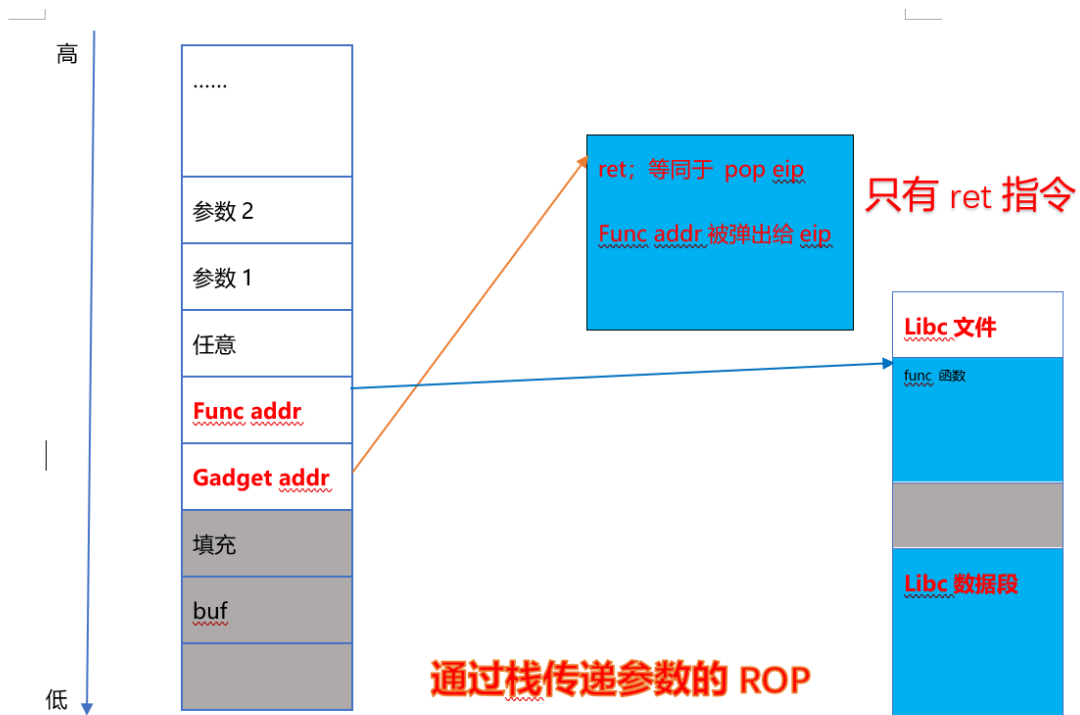 高
......
参数 2
参数 1
任意
Func addr
Gadget addr
填充
buf
低
ret；等同于 pop eip
Func addr 被弹出给 eip
只有 ret 指令
Libc 文件
func 函数
Libc 数据段
通过栈传递参数的 ROP